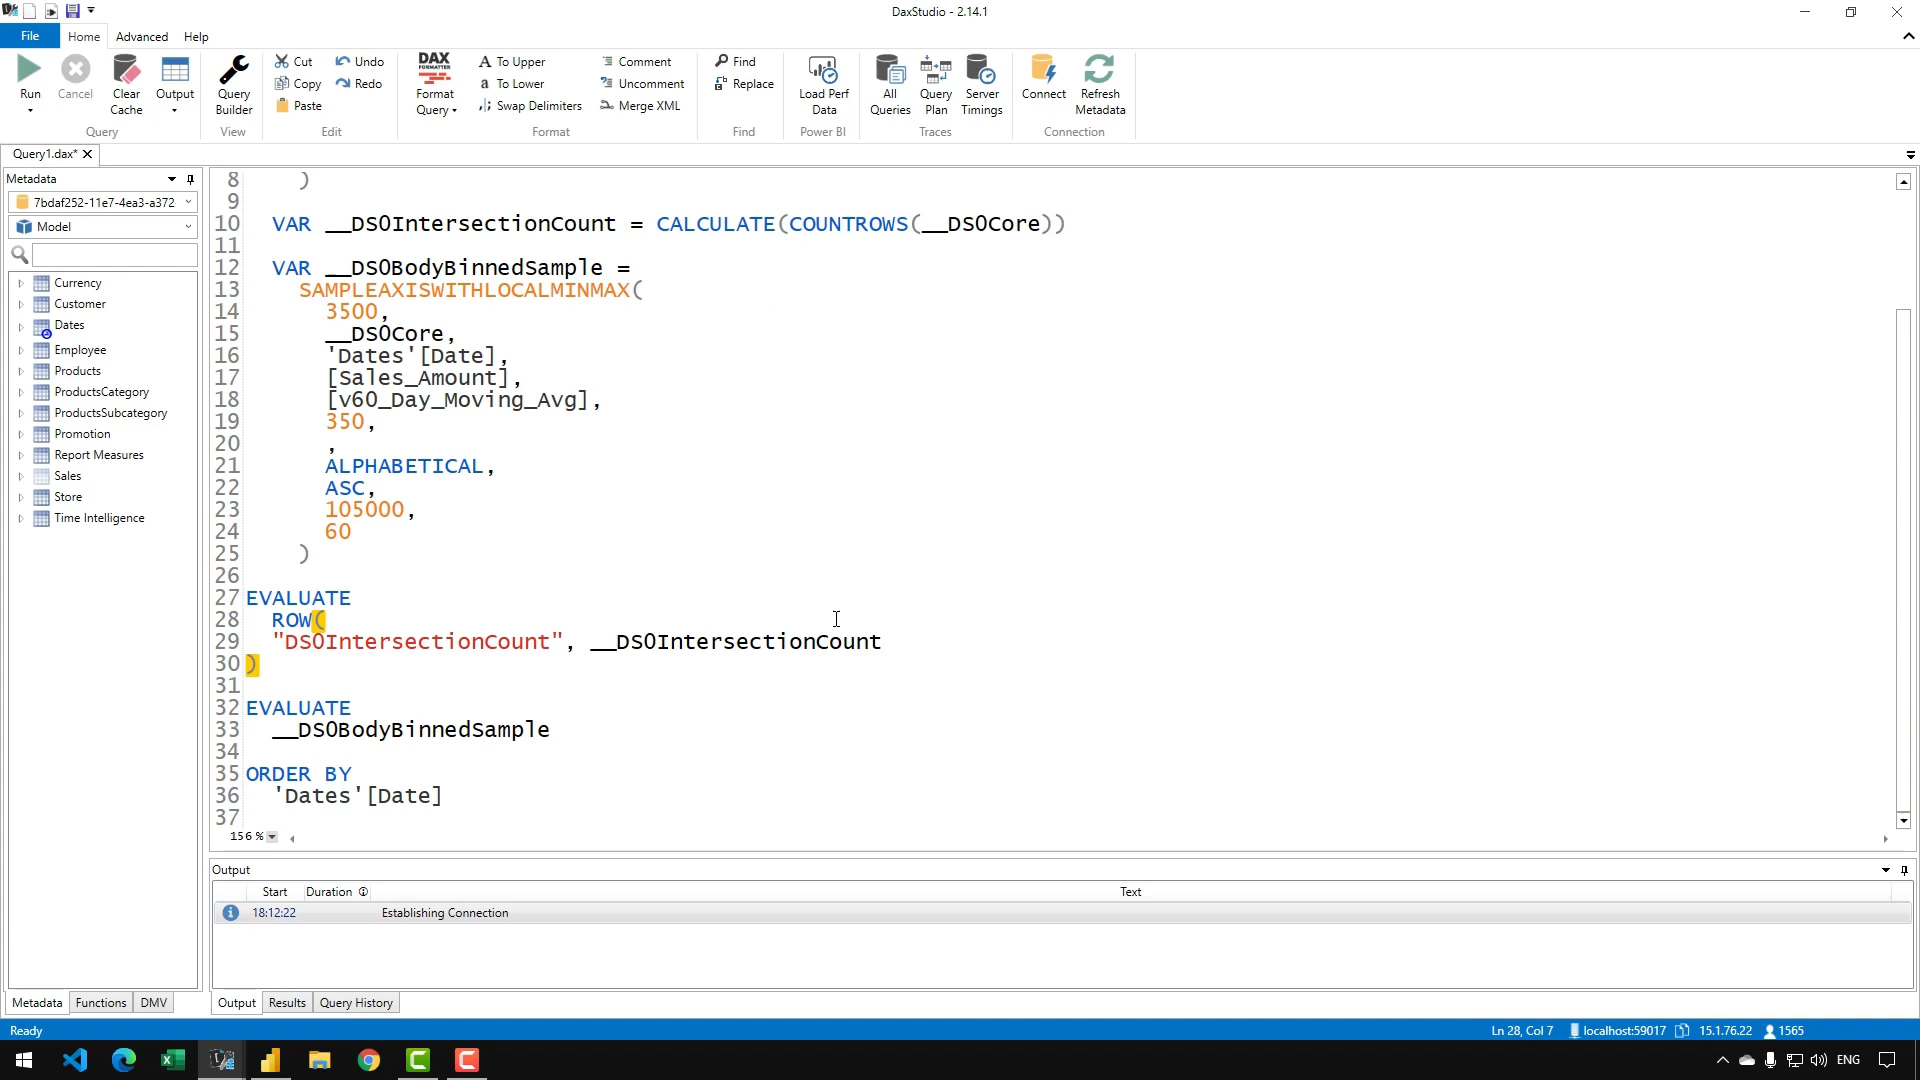 DaxStudio - 2.14.1
File Home Advanced Help
Run
Cancel
Clear Cache
Output
Query
Query Builder
View
Cut
Copy
Paste
Undo
Redo
Edit
DAX
FORMATTER
Format Query
To Upper
To Lower
Swap Delimiters
Comment
Uncomment
Merge XML
Format
Find
Replace
Find
Load Perf Data
Power BI
All Queries
Query Plan
Server Timings
Traces
Connect
Refresh Metadata
Connection
Query1.dax*
Metadata
7bdaf252-11e7-4ea3-a372
Model
Currency
Customer
Dates
Employee
Products
ProductsCategory
ProductsSubcategory
Promotion
Report Measures
Sales
Store
Time Intelligence
Metadata Functions DMV
8 )
9
10 VAR __DS0IntersectionCount = CALCULATE(COUNTROWS(__DS0Core))
11
12 VAR __DS0BodyBinnedSample =
13 SAMPLEAXISWITHLOCALMINMAX(
14 3500,
15 __DS0Core,
16 'Dates'[Date],
17 [Sales_Amount],
18 [v60_Day_Moving_Avg],
19 350,
20 ,
21 ALPHABETICAL,
22 ASC,
23 105000,
24 60
25 )
26
27 EVALUATE
28 ROW(
29 "DS0IntersectionCount", __DS0IntersectionCount
30 )
31
32 EVALUATE
33 __DS0BodyBinnedSample
34
35 ORDER BY
36 'Dates'[Date]
37
156 %
Output
Start Duration Text
18:12:22 Establishing Connection
Output Results Query History
Ready Ln 28, Col 7 localhost:59017 15.1.76.22 1565
ENG